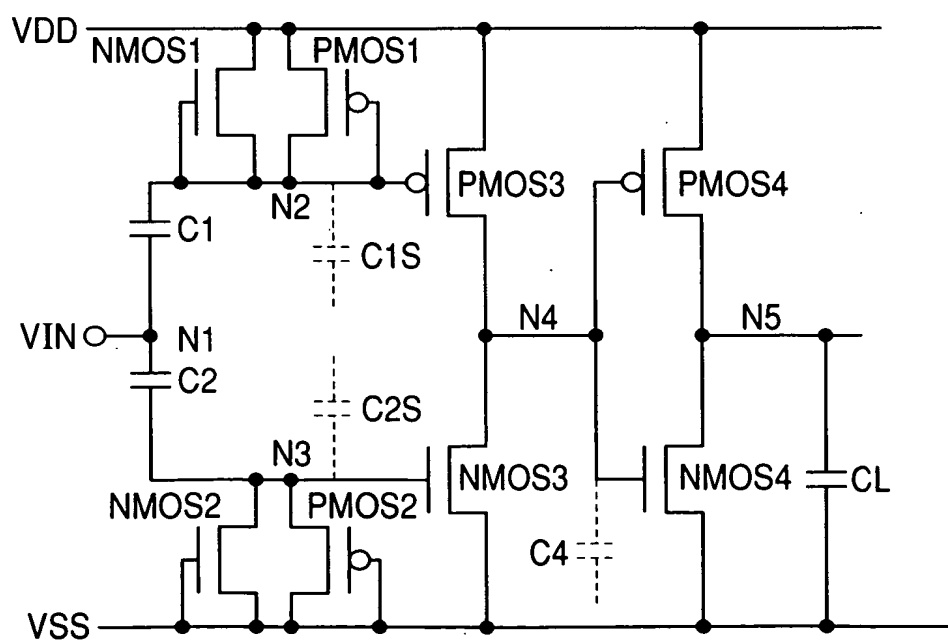 VDD
NMOS1
PMOS1
N2
PMOS3
PMOS4
C1
C1S
VIN
N1
N4
N5
C2
C2S
N3
NMOS2
PMOS2
NMOS3
NMOS4
CL
C4
VSS